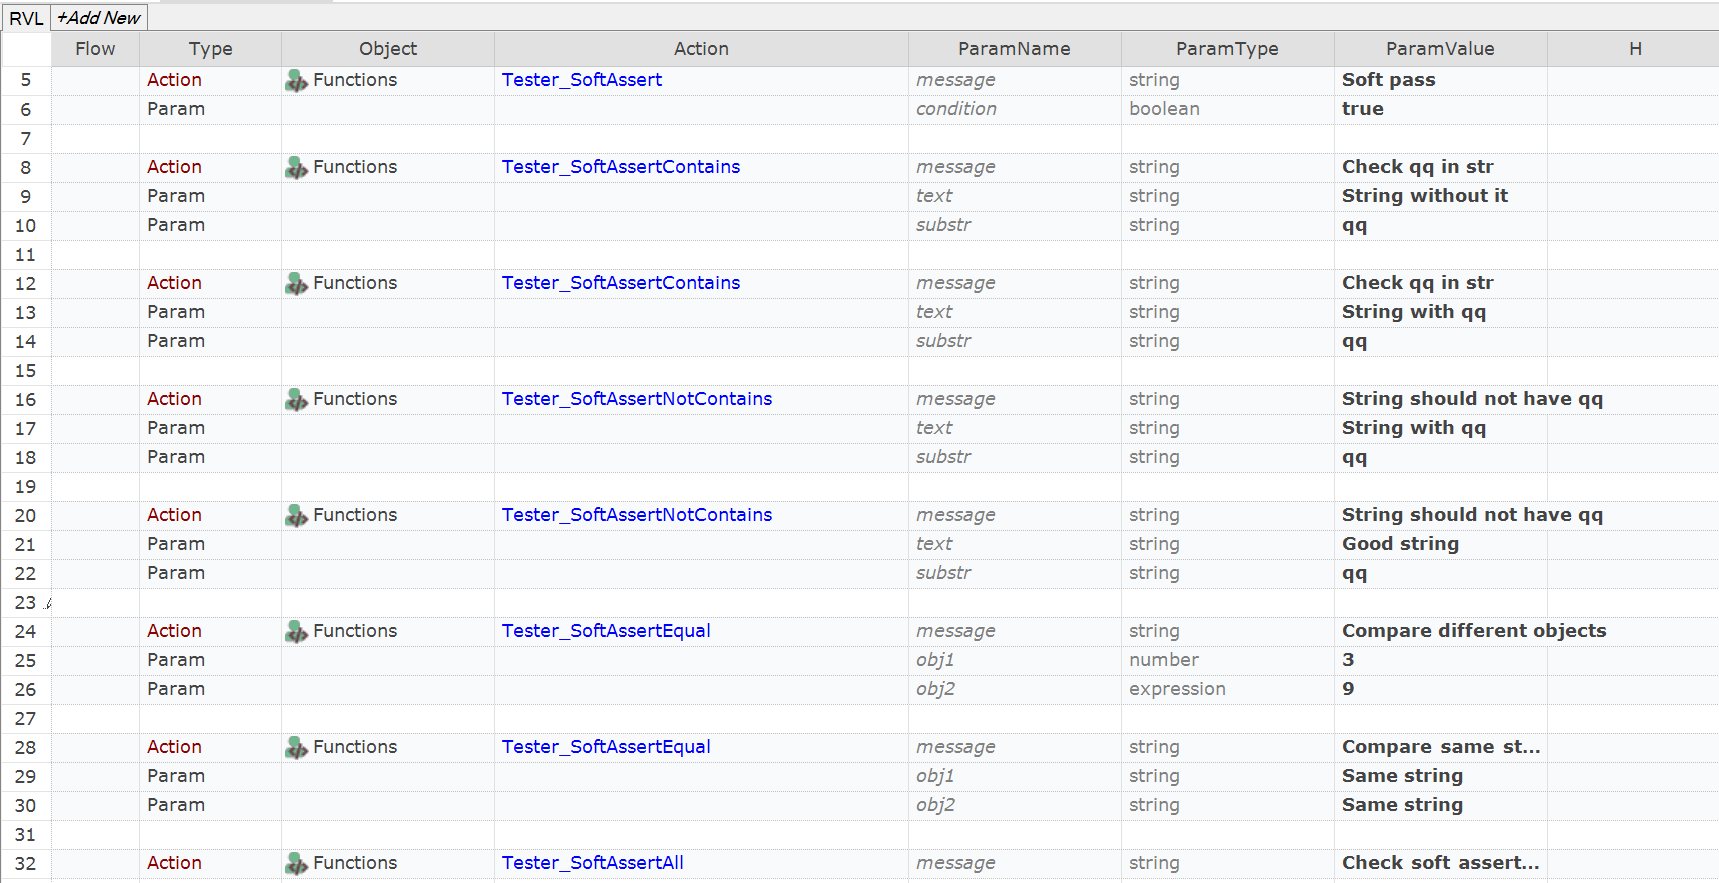 RVL +Add New
Flow Type Object Action ParamName ParamType ParamValue H
5 Action Functions Tester_SoftAssert message string Soft pass
6 Param condition boolean true
7
8 Action Functions Tester_SoftAssertContains message string Check qq in str
9 Param text string String without it
10 Param substr string qq
11
12 Action Functions Tester_SoftAssertContains message string Check qq in str
13 Param text string String with qq
14 Param substr string qq
15
16 Action Functions Tester_SoftAssertNotContains message string String should not have qq
17 Param text string String with qq
18 Param substr string qq
19
20 Action Functions Tester_SoftAssertNotContains message string String should not have qq
21 Param text string Good string
22 Param substr string qq
23
24 Action Functions Tester_SoftAssertEqual message string Compare different objects
25 Param obj1 number 3
26 Param obj2 expression 9
27
28 Action Functions Tester_SoftAssertEqual message string Compare same st...
29 Param obj1 string Same string
30 Param obj2 string Same string
31
32 Action Functions Tester_SoftAssertAll message string Check soft assert...